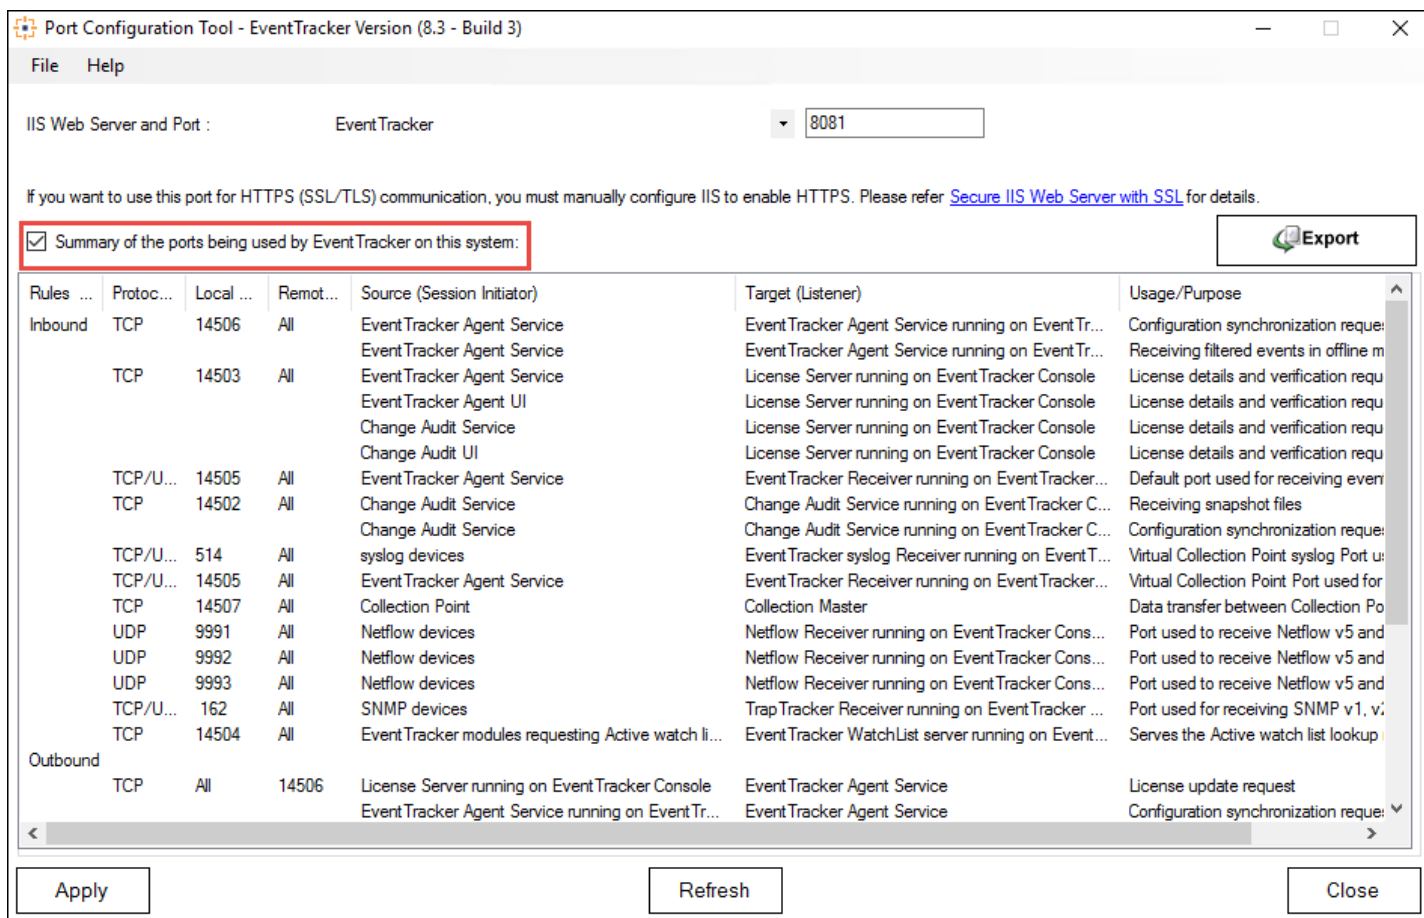 Port Configuration Tool - EventTracker Version (8.3 - Build 3)
File Help
IIS Web Server and Port : EventTracker 8081
If you want to use this port for HTTPS (SSL/TLS) communication, you must manually configure IIS to enable HTTPS. Please refer Secure IIS Web Server with SSL for details.
Summary of the ports being used by EventTracker on this system:
Export
Rules ... Protoc... Local ... Remot... Source (Session Initiator) Target (Listener) Usage/Purpose
Inbound TCP 14506 All EventTracker Agent Service EventTracker Agent Service running on EventTr... Configuration synchronization reques
EventTracker Agent Service EventTracker Agent Service running on EventTr... Receiving filtered events in offline m
TCP 14503 All EventTracker Agent Service License Server running on EventTracker Console License details and verification requ
EventTracker Agent UI License Server running on EventTracker Console License details and verification requ
Change Audit Service License Server running on EventTracker Console License details and verification requ
Change Audit UI License Server running on EventTracker Console License details and verification requ
TCP/U... 14505 All EventTracker Agent Service EventTracker Receiver running on EventTracker... Default port used for receiving even
TCP 14502 All Change Audit Service Change Audit Service running on EventTracker C... Receiving snapshot files
Change Audit Service Change Audit Service running on EventTracker C... Configuration synchronization reques
TCP/U... 514 All syslog devices EventTracker syslog Receiver running on EventT... Virtual Collection Point syslog Port u
TCP/U... 14505 All EventTracker Agent Service EventTracker Receiver running on EventTracker... Virtual Collection Point Port used for
TCP 14507 All Collection Point Collection Master Data transfer between Collection Po
UDP 9991 All Netflow devices Netflow Receiver running on EventTracker Cons... Port used to receive Netflow v5 and
UDP 9992 All Netflow devices Netflow Receiver running on EventTracker Cons... Port used to receive Netflow v5 and
UDP 9993 All Netflow devices Netflow Receiver running on EventTracker Cons... Port used to receive Netflow v5 and
TCP/U... 162 All SNMP devices TrapTracker Receiver running on EventTracker ... Port used for receiving SNMP v1, v2
TCP 14504 All EventTracker modules requesting Active watch li... EventTracker WatchList server running on Event... Serves the Active watch list lookup
Outbound
TCP All 14506 License Server running on EventTracker Console EventTracker Agent Service License update request
EventTracker Agent Service running on EventTr... EventTracker Agent Service Configuration synchronization reques
Apply Refresh Close